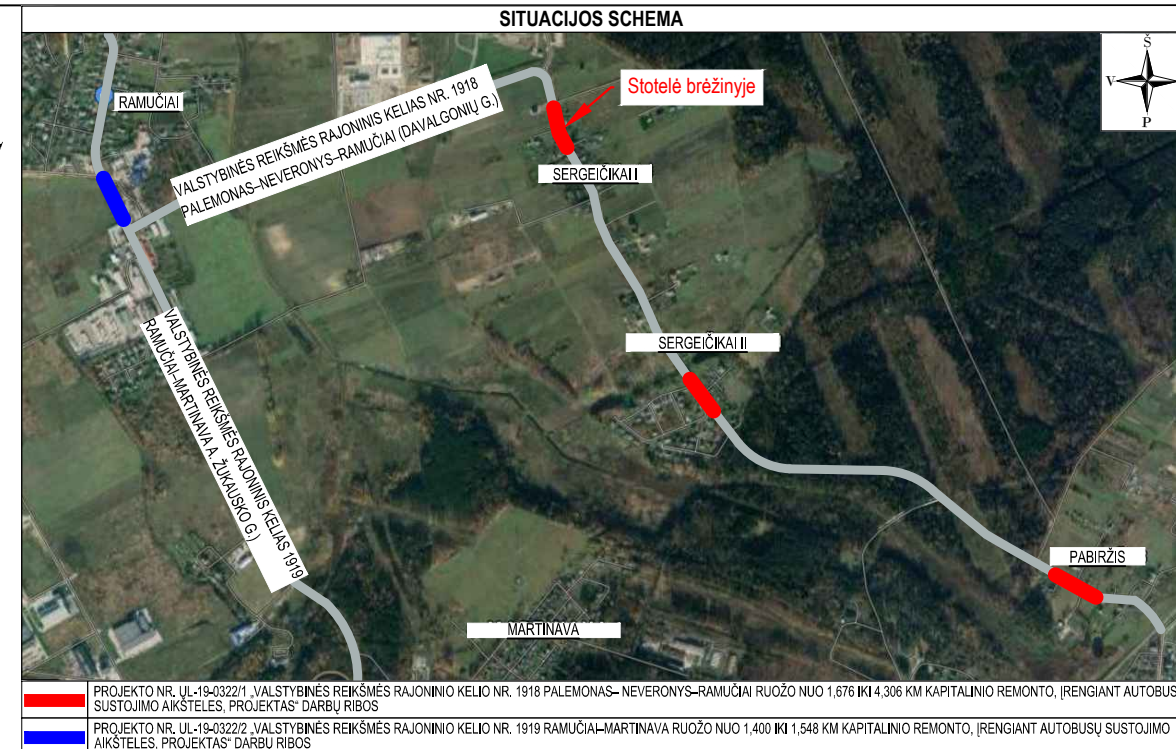 SITUACIJOS SCHEMA
Š
V
P
RAMUČIAI
VALSTYBINĖS REIKŠMĖS RAJONINIS KELIAS NR. 1918
PALEMONAS–NEVERONYS–RAMUČIAI (DAVALGONIŲ G.)
Stotelė brėžinyje
SERGEIČIKAI I
SERGEIČIKAI II
VALSTYBINĖS REIKŠMĖS RAJONINIS KELIAS 1919
RAMUČIAI–MARTINAVA A. ŽUKAUSKO G.)
PABIRŽIS
MARTINAVA
PROJEKTO NR. UL-19-0322/1 „VALSTYBINĖS REIKŠMĖS RAJONINIO KELIO NR. 1918 PALEMONAS– NEVERONYS–RAMUČIAI RUOŽO NUO 1,676 IKI 4,306 KM KAPITALINIO REMONTO, ĮRENGIANT AUTOBUS
SUSTOJIMO AIKŠTELES, PROJEKTAS“ DARBŲ RIBOS
PROJEKTO NR. UL-19-0322/2 „VALSTYBINĖS REIKŠMĖS RAJONINIO KELIO NR. 1919 RAMUČIAI–MARTINAVA RUOŽO NUO 1,400 IKI 1,548 KM KAPITALINIO REMONTO, ĮRENGIANT AUTOBUSŲ SUSTOJIMO
AIKŠTELES, PROJEKTAS“ DARBŲ RIBOS